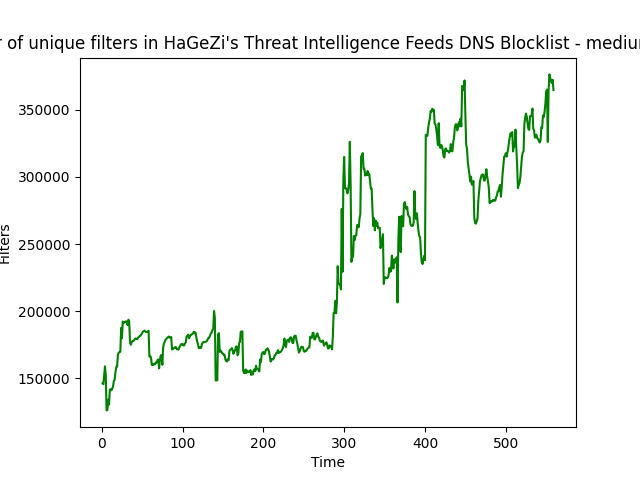 of unique filters in HaGeZi's Threat Intelligence Feeds DNS Blocklist - 
350000
300000
250000
200000
150000
Filters
0 100 200 300 400 500
Time